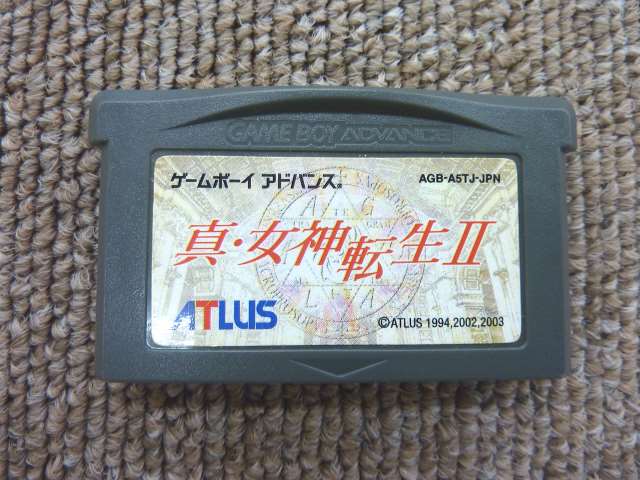 GAME BOY ADVANCE
ゲームボーイ アドバンス®
AGB-A5TJ-JPN
真・女神転生II
ATLUS
©ATLUS 1994,2002,2003